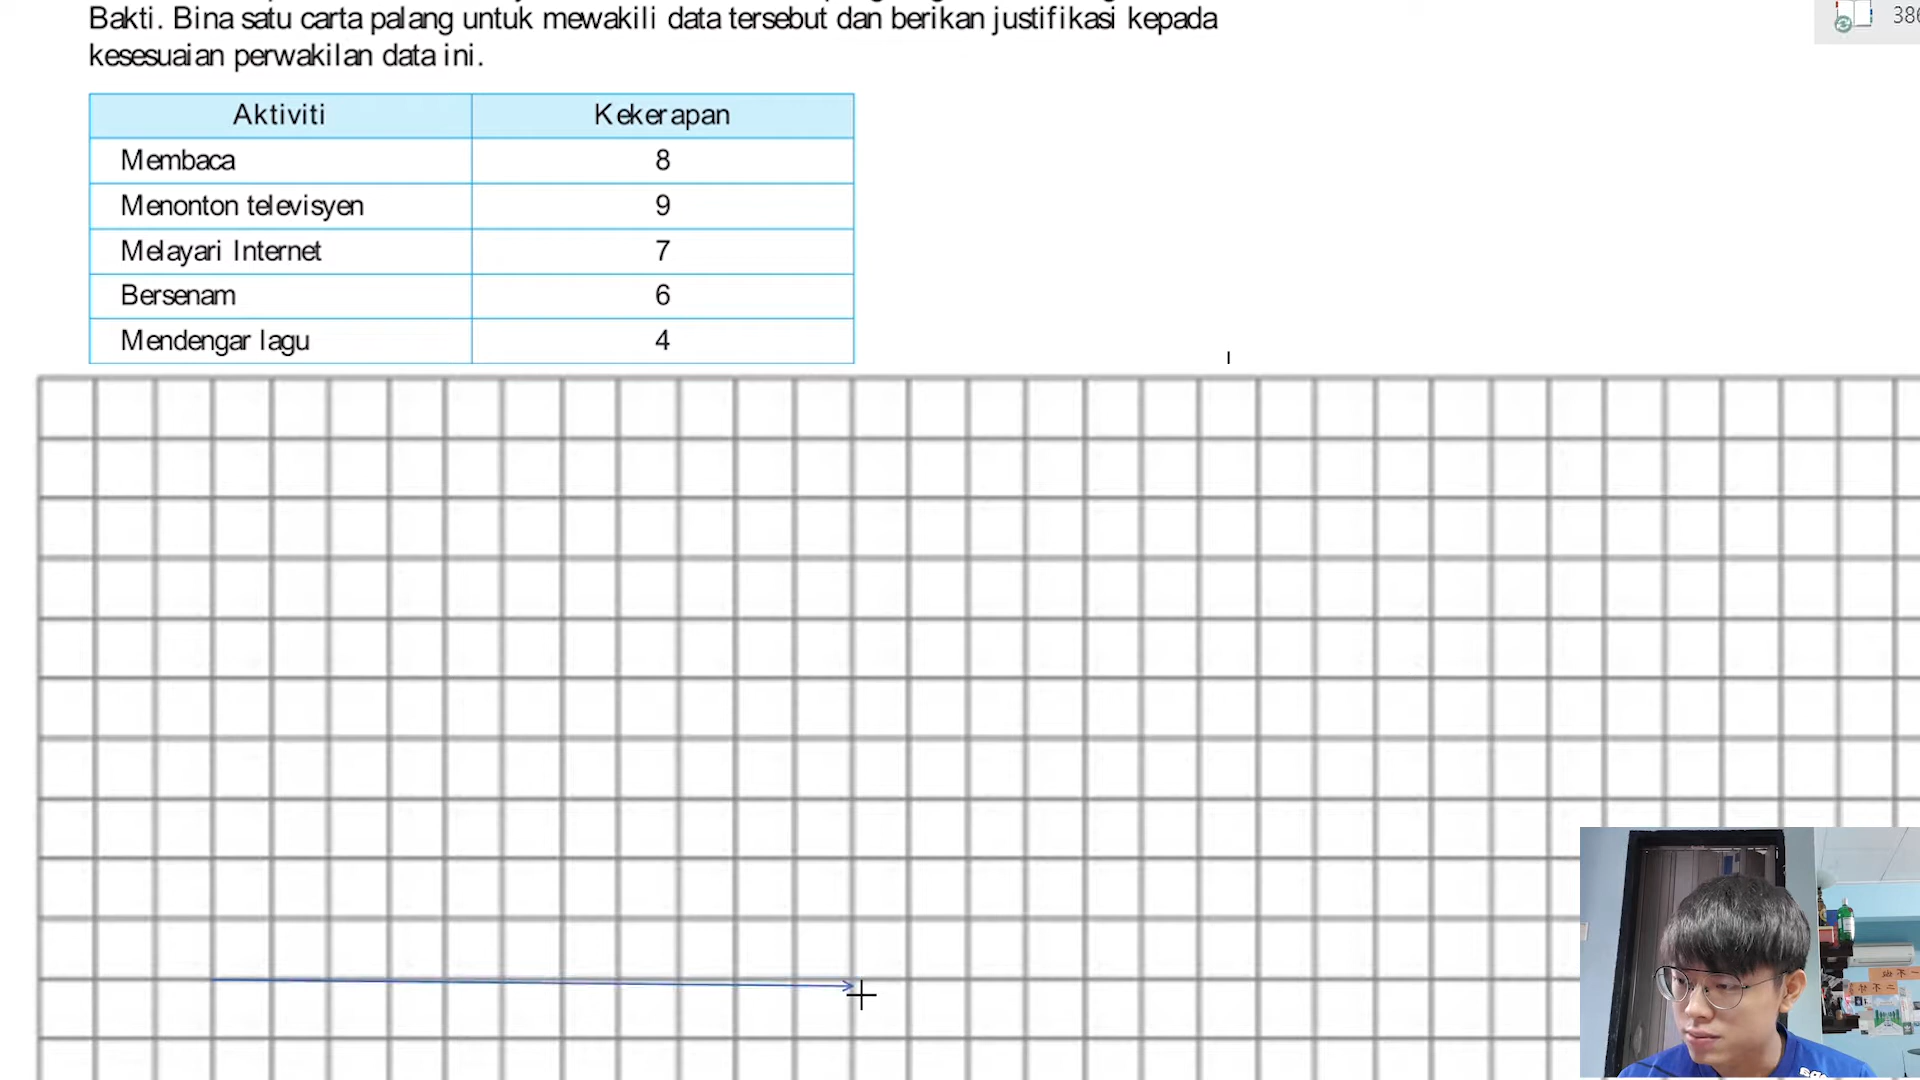 Bakti. Bina satu carta palang untuk mewakili data tersebut dan berikan justifikasi kepada
kesesuaian perwakilan data ini.
Aktiviti Kekerapan
Membaca 8
Menonton televisyen 9
Melayari Internet 7
Bersenam 6
Mendengar lagu 4
386